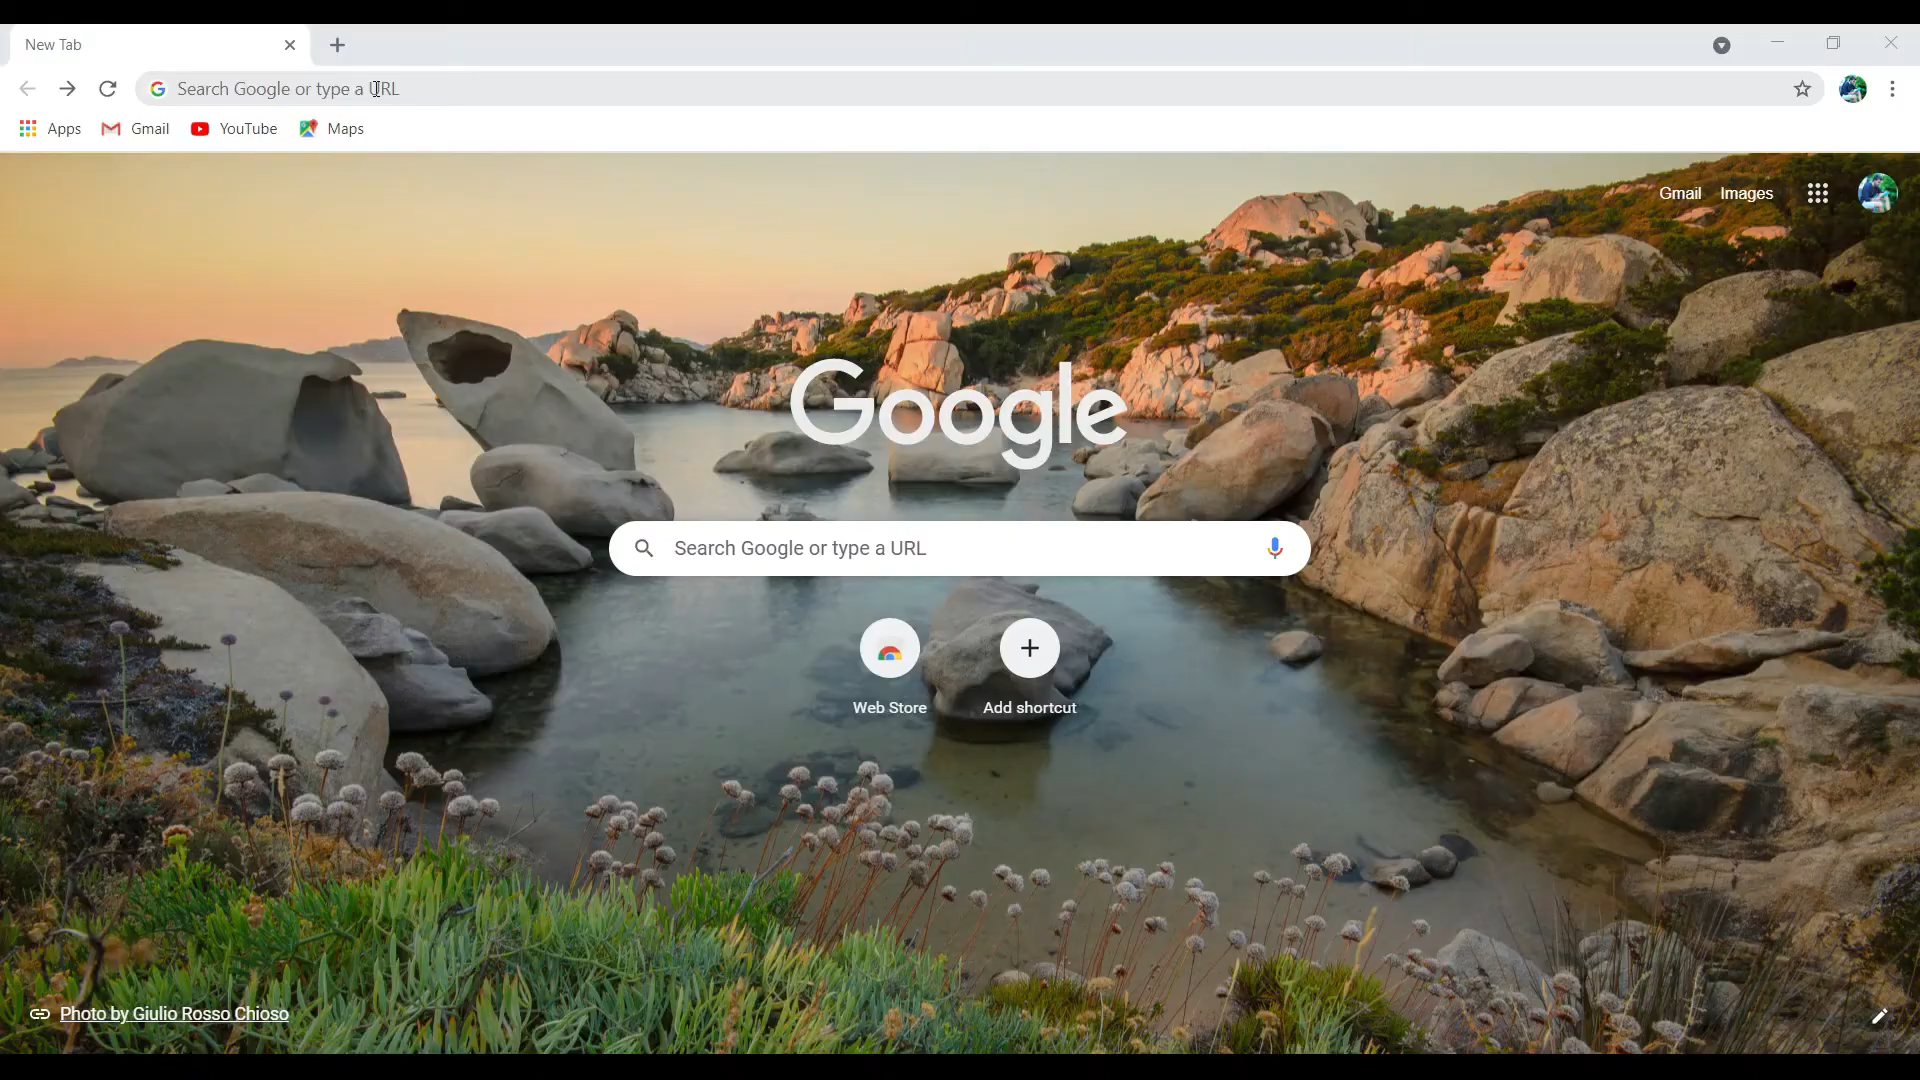 New Tab
Search Google or type a URL
Apps
Gmail
YouTube
Maps
Gmail
Images
Google
Search Google or type a URL
Web Store
Add shortcut
Photo by Giulio Rosso Chioso